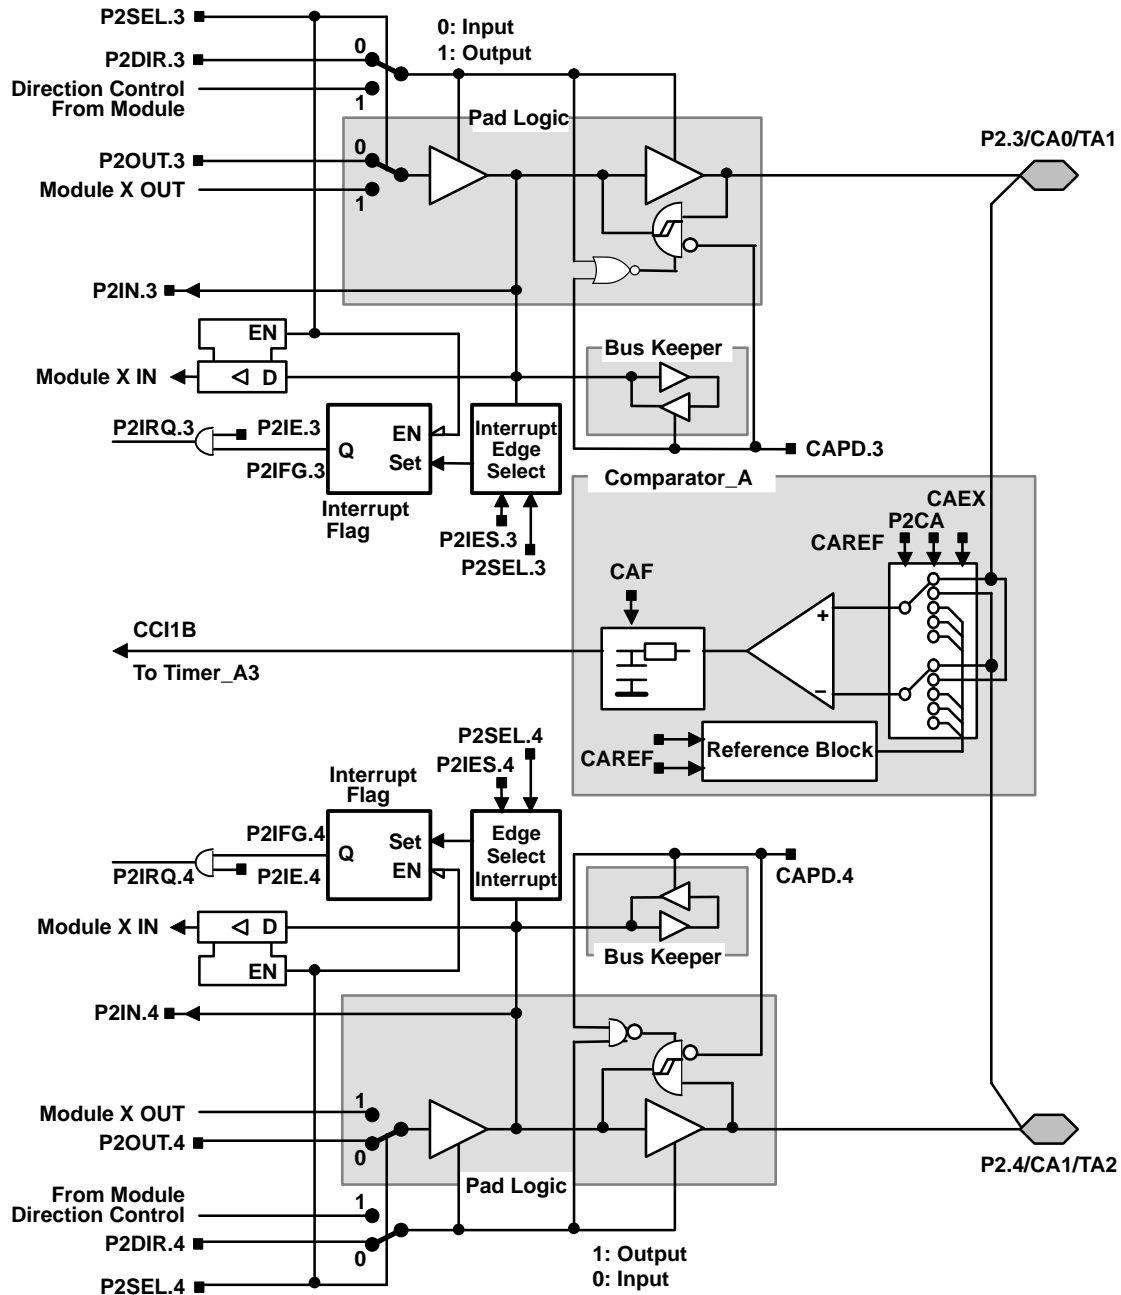 P2SEL.3
0: Input
1: Output
P2DIR.3
0
Direction Control
From Module
1
Pad Logic
P2.3/CA0/TA1
P2OUT.3
0
Module X OUT
1
P2IN.3
EN
Bus Keeper
Module X IN
D
P2IRQ.3
P2IE.3
P2IFG.3
Q
EN
Set
Interrupt
Edge
Select
CAPD.3
Interrupt
Flag
P2IES.3
P2SEL.3
Comparator_A
CAEX
P2CA
CAREF
CAF
+
CCI1B
To Timer_A3
−
Reference Block
CAREF
P2SEL.4
P2IES.4
Interrupt
Flag
P2IFG.4
P2IRQ.4
P2IE.4
Q
Set
EN
Edge
Select
Interrupt
CAPD.4
Module X IN
D
EN
Bus Keeper
P2IN.4
Module X OUT
1
P2OUT.4
0
P2.4/CA1/TA2
Pad Logic
From Module
Direction Control
1
P2DIR.4
0
1: Output
0: Input
P2SEL.4